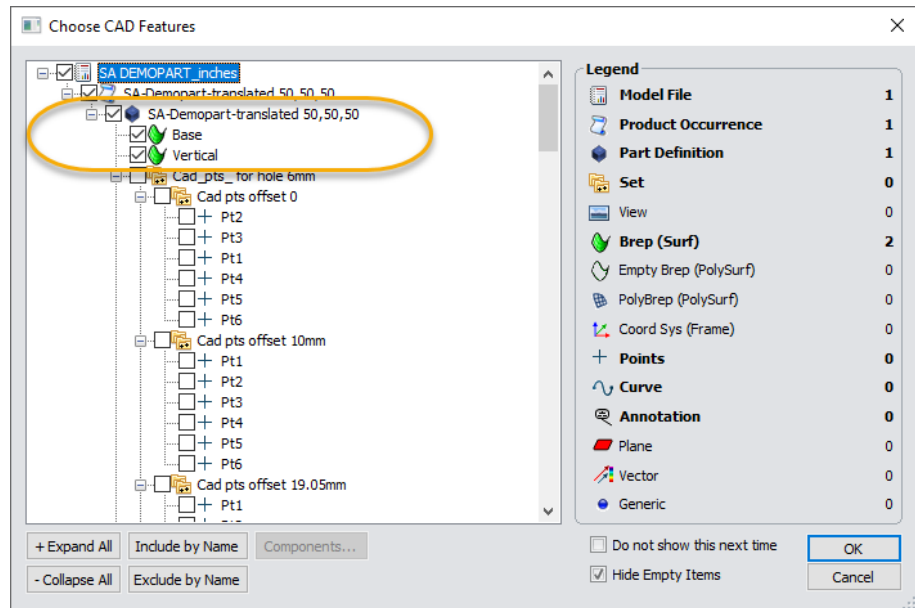 Choose CAD Features
SA DEMOPART_inches
SA-Demopart-translated 50,50,50
SA-Demopart-translated 50,50,50
Base
Vertical
Cad_pts_ for hole 6mm
Cad pts offset 0
Pt2
Pt3
Pt1
Pt4
Pt5
Pt6
Cad pts offset 10mm
Pt1
Pt2
Pt3
Pt4
Pt5
Pt6
Cad pts offset 19.05mm
Pt1
+ Expand All Include by Name Components...
- Collapse All Exclude by Name
Legend
Model File 1
Product Occurrence 1
Part Definition 1
Set 0
View 0
Brep (Surf) 2
Empty Brep (PolySurf) 0
PolyBrep (PolySurf) 0
Coord Sys (Frame) 0
Points 0
Curve 0
Annotation 0
Plane 0
Vector 0
Generic 0
Do not show this next time OK
Hide Empty Items Cancel